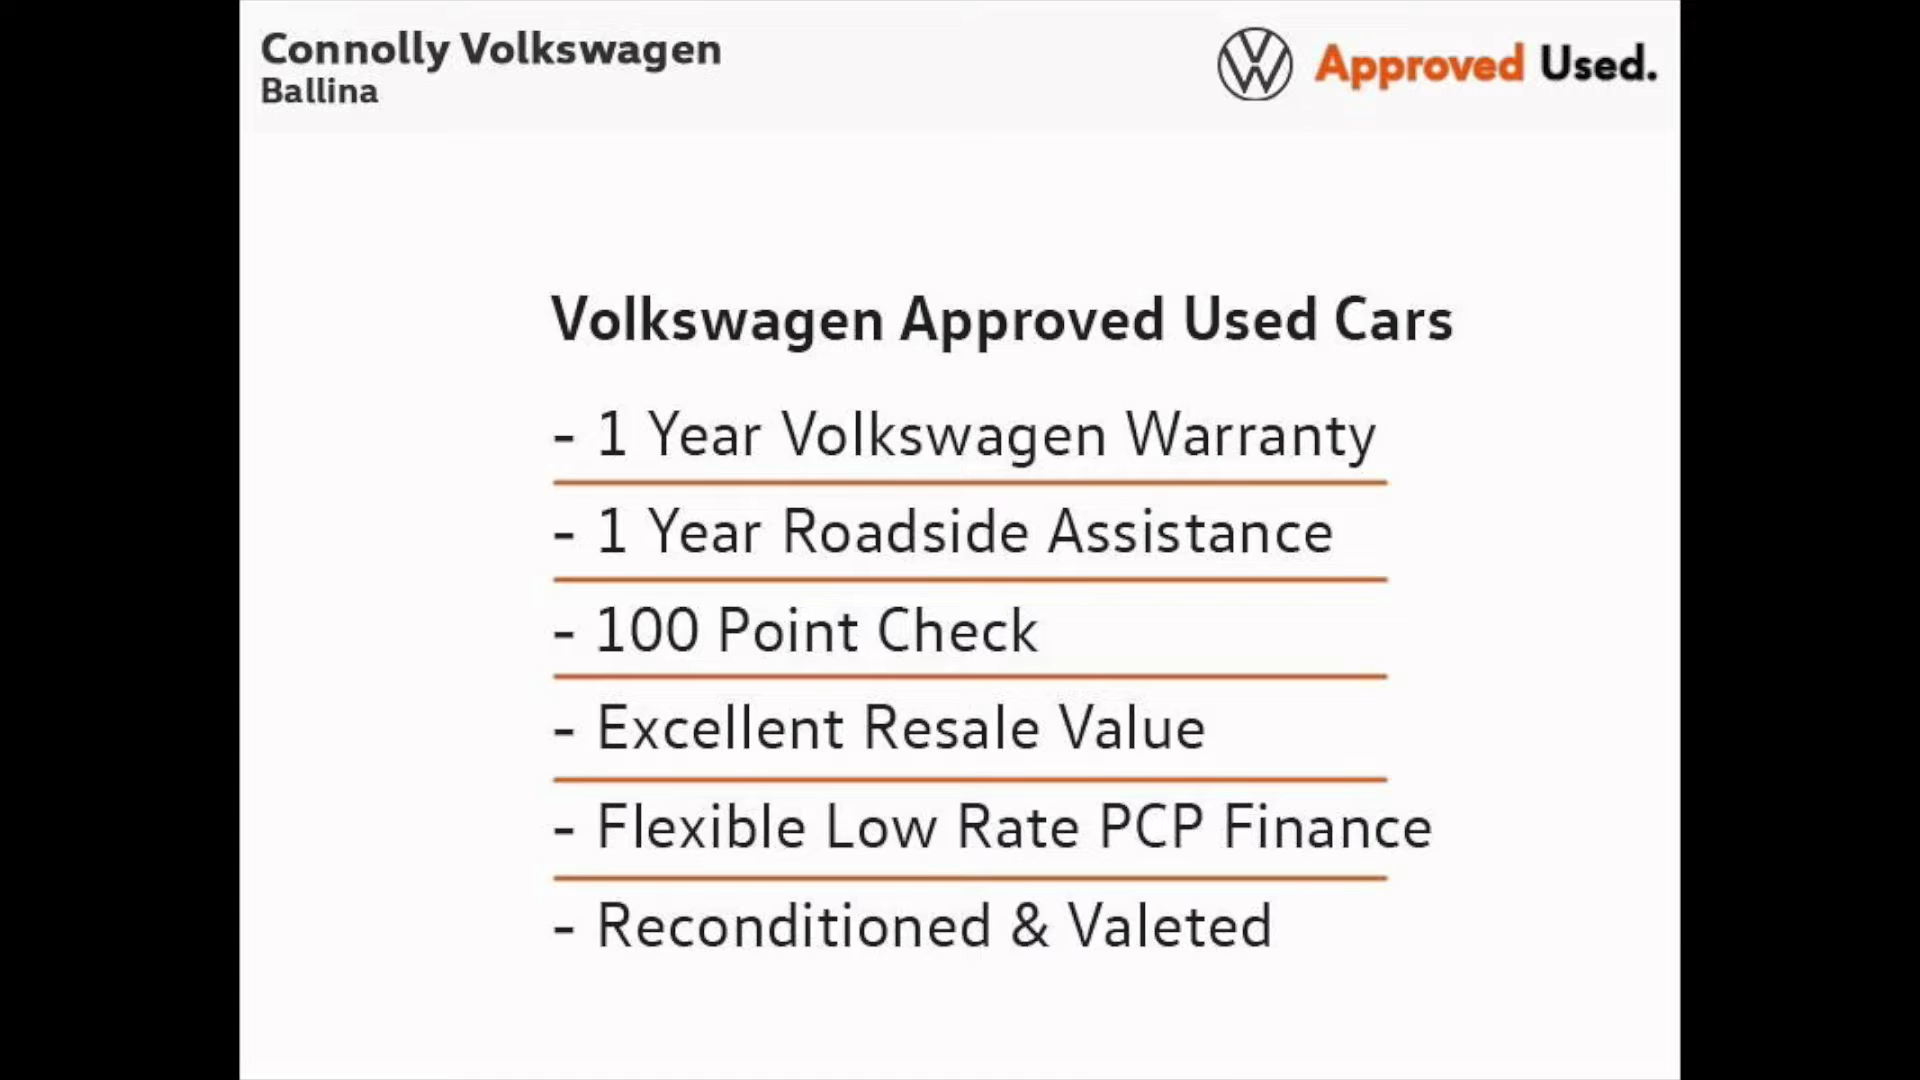 Connolly Volkswagen
Ballina
Approved Used.
Volkswagen Approved Used Cars
- 1 Year Volkswagen Warranty
- 1 Year Roadside Assistance
- 100 Point Check
- Excellent Resale Value
- Flexible Low Rate PCP Finance
- Reconditioned & Valeted